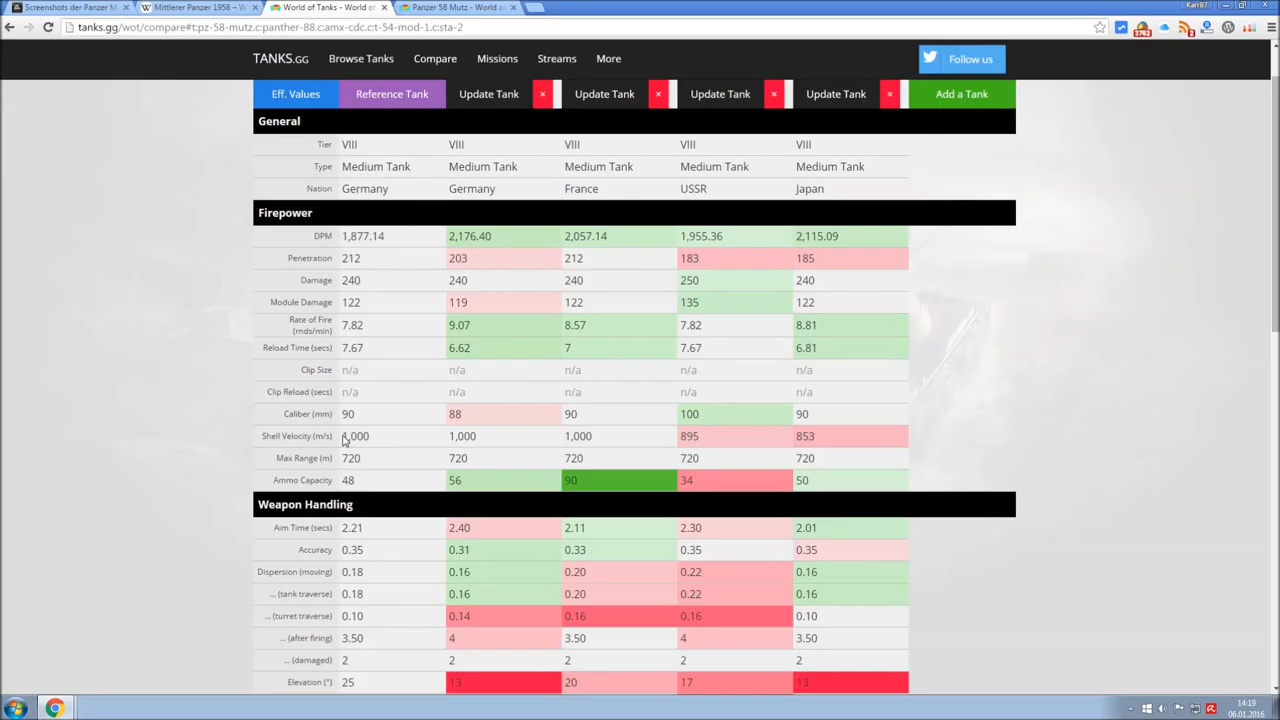 Screenshots der Panzer M
Mittlerer Panzer 1958 – W
World of Tanks - World of
Panzer 58 Mutz - World o
Karr87
tanks.gg/wot/compare#t:pz-58-mutz.c:panther-88.c:amx-cdc.c:t-54-mod-1.c:sta-2
TANKS.GG Browse Tanks Compare Missions Streams More Follow us
Eff. Values Reference Tank Update Tank × Update Tank × Update Tank × Update Tank × Add a Tank
General
Tier VIII VIII VIII VIII VIII
Type Medium Tank Medium Tank Medium Tank Medium Tank Medium Tank
Nation Germany Germany France USSR Japan
Firepower
DPM 1,877.14 2,176.40 2,057.14 1,955.36 2,115.09
Penetration 212 203 212 183 185
Damage 240 240 240 250 240
Module Damage 122 119 122 135 122
Rate of Fire
(rnds/min) 7.82 9.07 8.57 7.82 8.81
Reload Time (secs) 7.67 6.62 7 7.67 6.81
Clip Size n/a n/a n/a n/a n/a
Clip Reload (secs) n/a n/a n/a n/a n/a
Caliber (mm) 90 88 90 100 90
Shell Velocity (m/s) 1,000 1,000 1,000 895 853
Max Range (m) 720 720 720 720 720
Ammo Capacity 48 56 90 34 50
Weapon Handling
Aim Time (secs) 2.21 2.40 2.11 2.30 2.01
Accuracy 0.35 0.31 0.33 0.35 0.35
Dispersion (moving) 0.18 0.16 0.20 0.22 0.16
... (tank traverse) 0.18 0.16 0.20 0.22 0.16
... (turret traverse) 0.10 0.14 0.16 0.16 0.10
... (after firing) 3.50 4 3.50 4 3.50
... (damaged) 2 2 2 2 2
Elevation (°) 25 13 20 17 13
14:19
06.01.2016